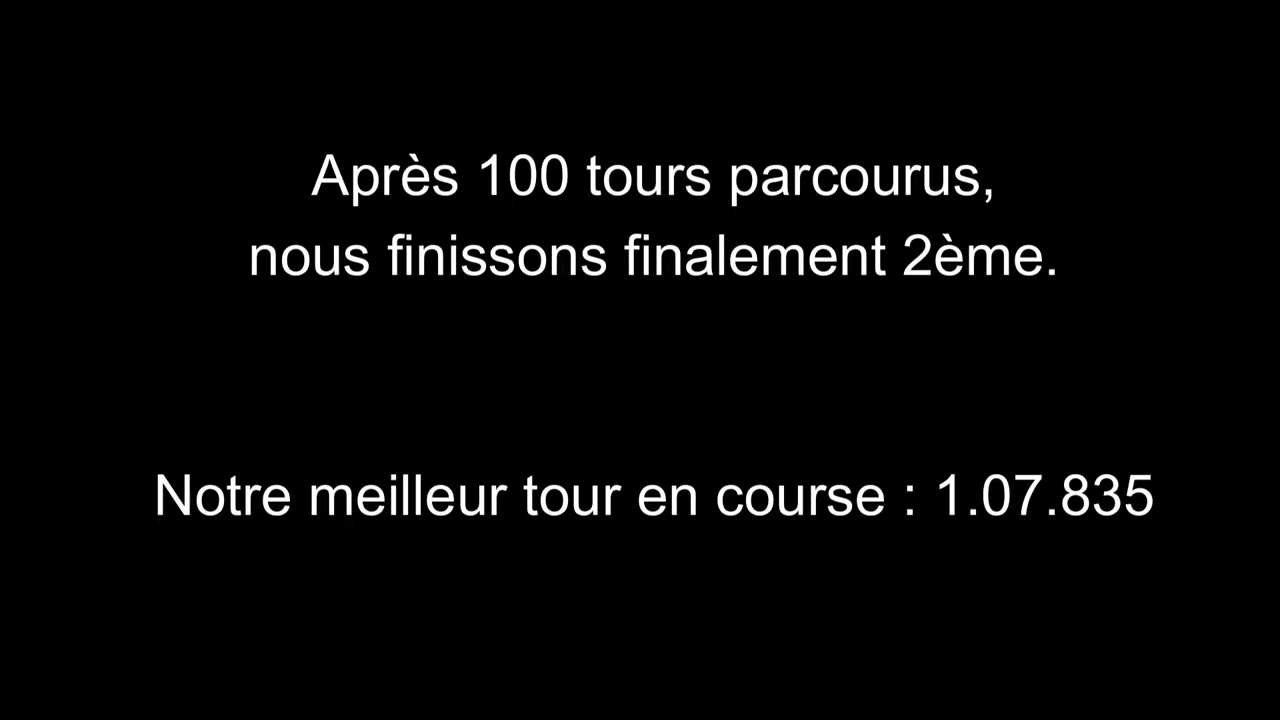 Après 100 tours parcourus,
nous finissons finalement 2ème.
Notre meilleur tour en course : 1.07.835